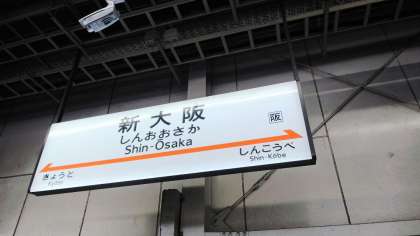 新大阪
阪
しんおおさか
Shin-Ōsaka
きょうと
Kyōto
しんこうべ
Shin-Kōbe